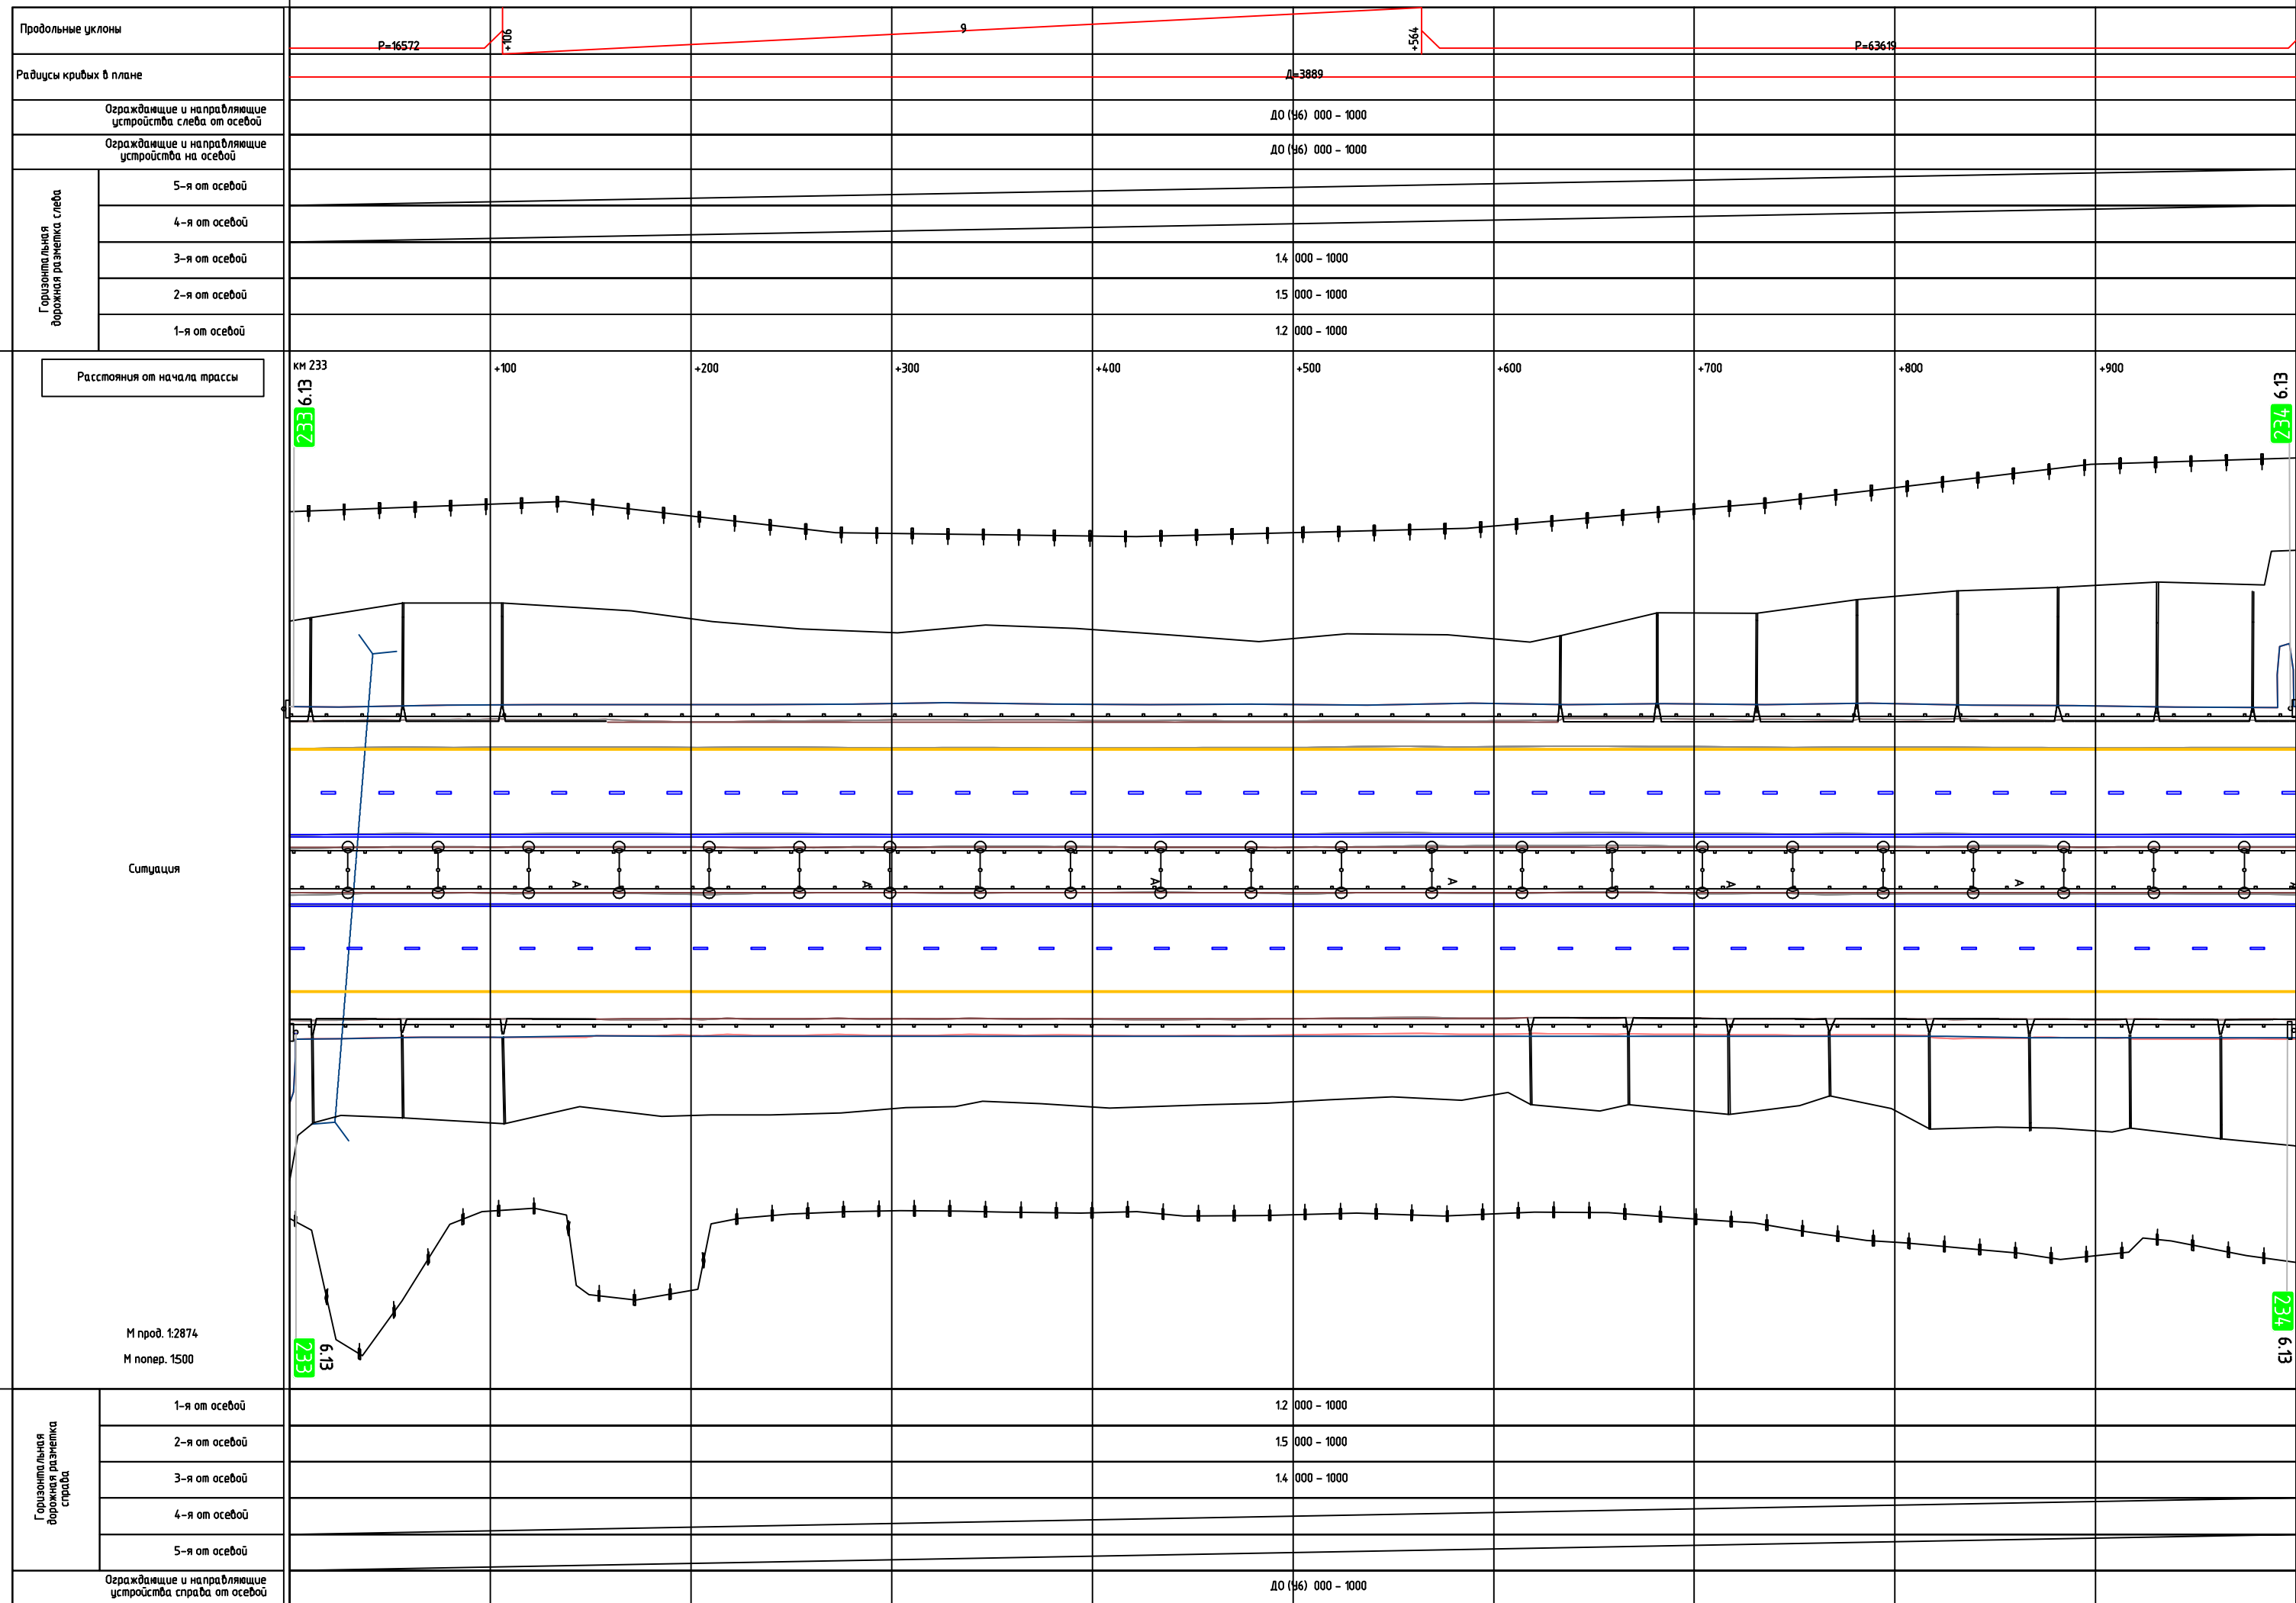 Продольные уклоны
Р=16572
+106
9
+564
Р=63619
Радиусы кривых в плане
Д=3889
Ограждающие и направляющие
устройства слева от осевой
ДО (У6) 000 - 1000
Ограждающие и направляющие
устройства на осевой
ДО (У6) 000 - 1000
Горизонтальная
дорожная разметка слева
5-я от осевой
4-я от осевой
3-я от осевой
1.4 000 - 1000
2-я от осевой
1.5 000 - 1000
1-я от осевой
1.2 000 - 1000
Расстояния от начала трассы
км 233
+100
+200
+300
+400
+500
+600
+700
+800
+900
233
6.13
234
6.13
Ситуация
А
А
А
А
А
А
М прод. 1:2874
М попер. 1:500
233
6.13
234
6.13
Горизонтальная
дорожная разметка
справа
1-я от осевой
1.2 000 - 1000
2-я от осевой
1.5 000 - 1000
3-я от осевой
1.4 000 - 1000
4-я от осевой
5-я от осевой
Ограждающие и направляющие
устройства справа от осевой
ДО (У6) 000 - 1000